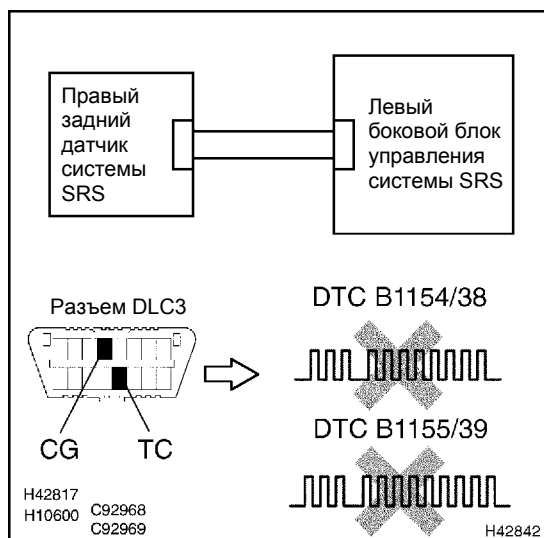 Правый
задний
датчик
системы
SRS
Левый
боковой блок
управления
системы SRS
Разъем DLC3
CG
TC
DTC B1154/38
DTC B1155/39
H42817
H10600
C92968
C92969
H42842